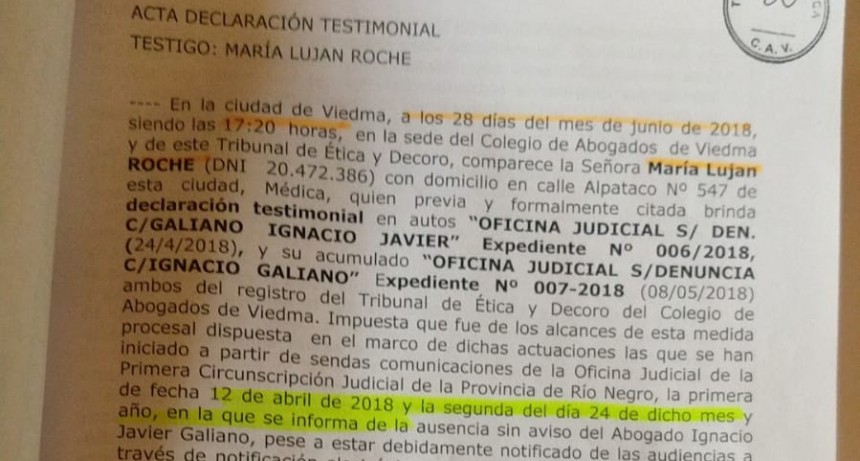 ACTA DECLARACIÓN TESTIMONIAL
TESTIGO: MARÍA LUJAN ROCHE
C.A.V.
---- En la ciudad de Viedma, a los 28 días del mes de junio de 2018,
siendo las 17:20 horas, en la sede del Colegio de Abogados de Viedma
y de este Tribunal de Ética y Decoro, comparece la Señora María Lujan
ROCHE (DNI 20.472.386) con domicilio en calle Alpataco Nº 547 de
esta ciudad, Médica, quien previa y formalmente citada brinda
declaración testimonial en autos "OFICINA JUDICIAL S/ DEN.
C/GALIANO IGNACIO JAVIER" Expediente Nº 006/2018,
(24/4/2018), y su acumulado "OFICINA JUDICIAL S/DENUNCIA
C/IGNACIO GALIANO" Expediente Nº 007-2018 (08/05/2018)
ambos del registro del Tribunal de Ética y Decoro del Colegio de
Abogados de Viedma. Impuesta que fue de los alcances de esta medida
procesal dispuesta en el marco de dichas actuaciones las que se han
iniciado a partir de sendas comunicaciones de la Oficina Judicial de la
Primera Circunscripción Judicial de la Provincia de Río Negro, la primera
de fecha 12 de abril de 2018 y la segunda del día 24 de dicho mes y
año, en la que se informa de la ausencia sin aviso del Abogado Ignacio
Javier Galiano, pese a estar debidamente notificado de las audiencias a
través de notificación